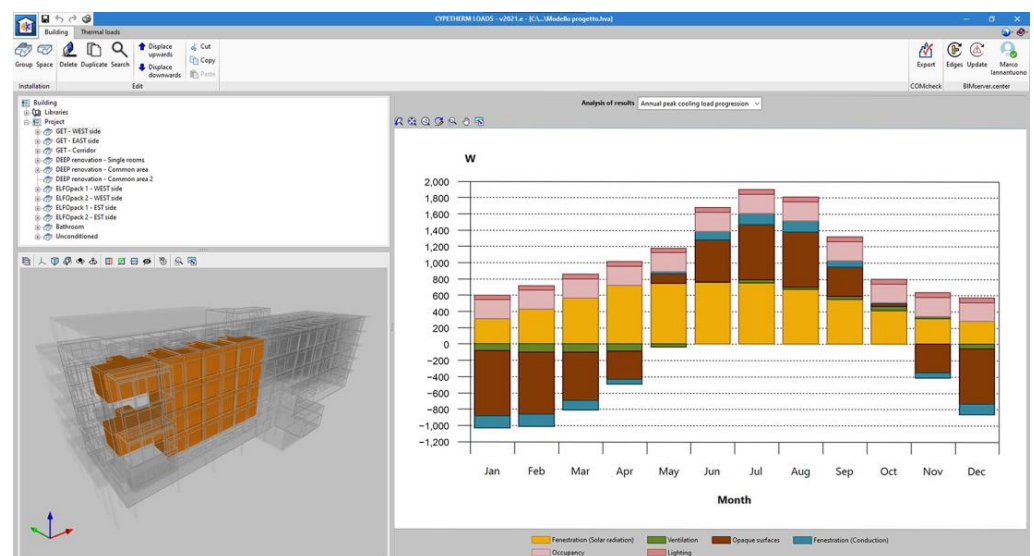 CYPETHERM LOADS - v2021.e - [C:\...\Modello progetto.hva]
Building Thermal loads
Group Space Delete Duplicate Search
Displace upwards
Displace downwards
Cut
Copy
Paste
Export Edges Update Marco Iannantuono
Installation Edit COMcheck BIMserver.center
Building
Libraries
Project
GET - WEST side
GET - EAST side
GET - Corridor
DEEP renovation - Single rooms
DEEP renovation - Common area
DEEP renovation - Common area 2
ELFOpack 1 - WEST side
ELFOpack 2 - WEST side
ELFOpack 1 - EST side
ELFOpack 2 - EST side
Bathroom
Unconditioned
Analysis of results Annual peak cooling load progression
W
2,000
1,800
1,600
1,400
1,200
1,000
800
600
400
200
0
−200
−400
−600
−800
−1,000
−1,200
Jan Feb Mar Apr May Jun Jul Aug Sep Oct Nov Dec
Month
Fenestration (Solar radiation) Ventilation Opaque surfaces Fenestration (Conduction)
Occupancy Lighting